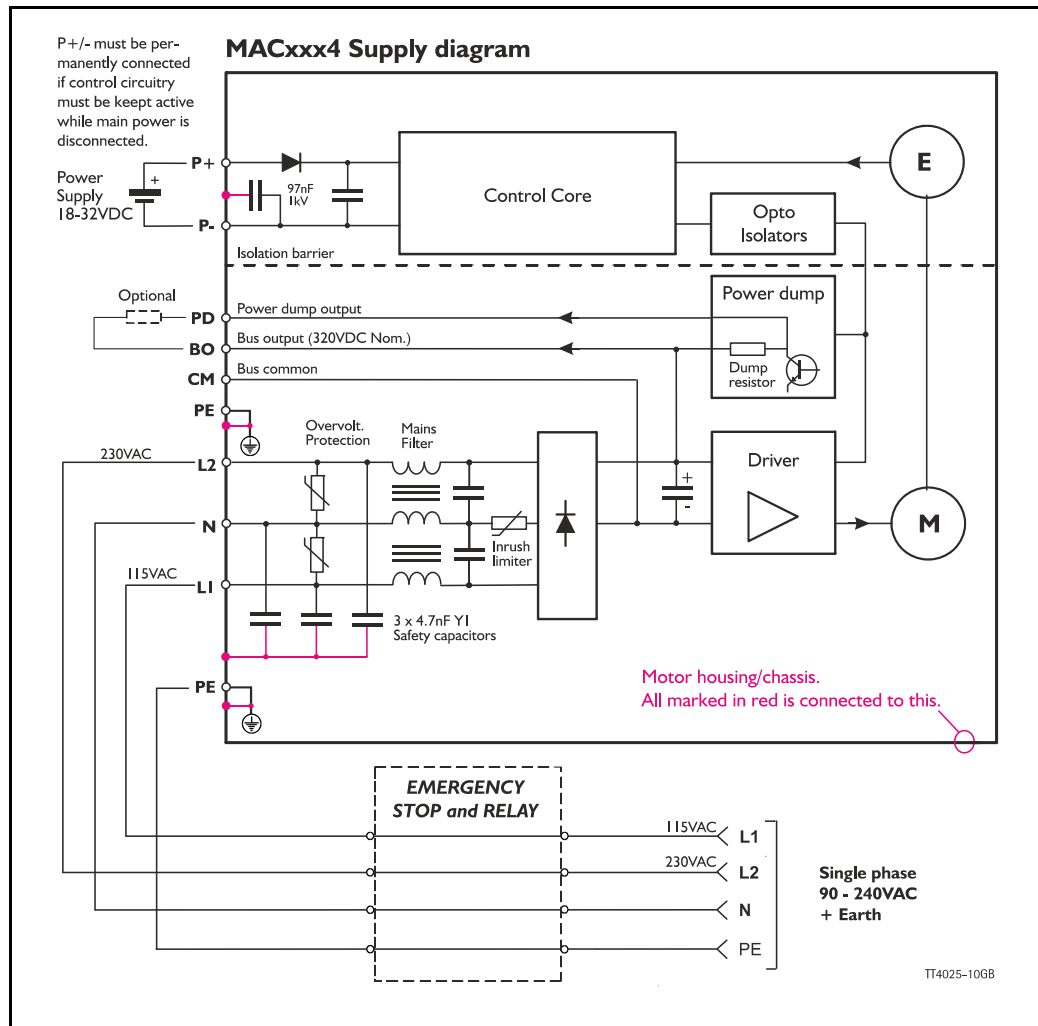 P+/- must be per-
manently connected
if control circuitry
must be keept active
while main power is
disconnected.
MACxxx4 Supply diagram
P+
Power
Supply
18-32VDC
+
P-
97nF
1kV
Control Core
E
Opto
Isolators
Isolation barrier
Optional
PD
Power dump output
Power dump
BO
Bus output (320VDC Nom.)
Dump
resistor
CM
Bus common
PE
Overvolt.
Protection
Mains
Filter
230VAC
L2
Driver
+
-
N
Inrush
limiter
M
115VAC
L1
3 x 4.7nF Y1
Safety capacitors
PE
Motor housing/chassis.
All marked in red is connected to this.
EMERGENCY
STOP and RELAY
115VAC
L1
230VAC
L2
N
PE
Single phase
90 - 240VAC
+ Earth
TT4025-10GB